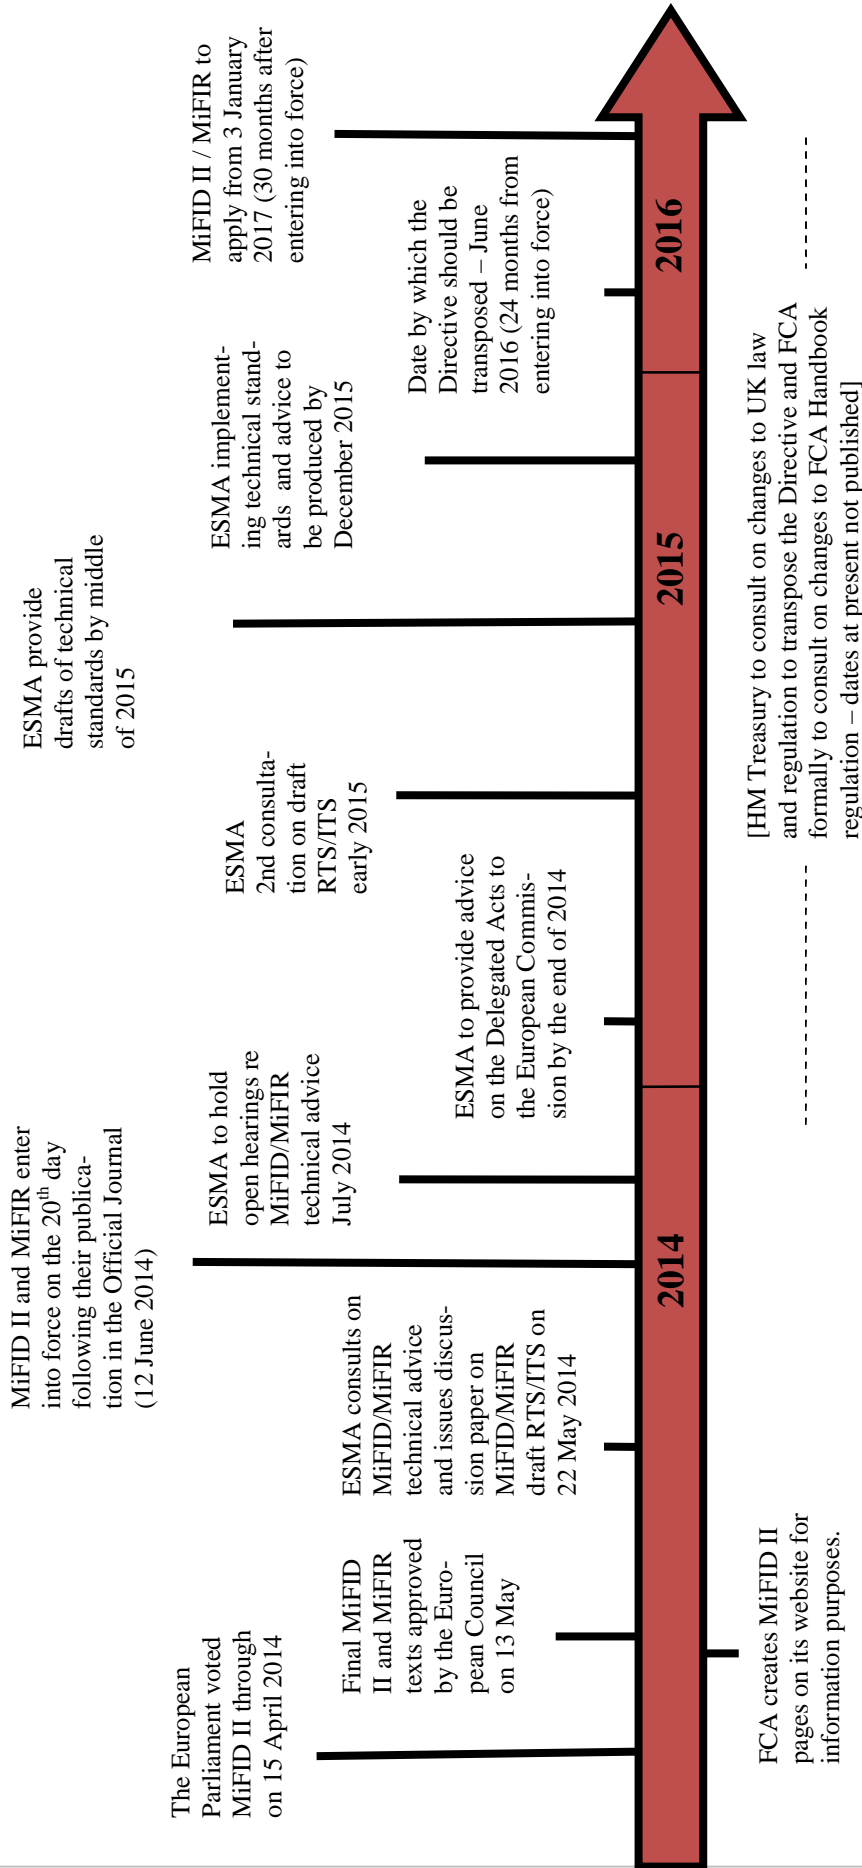 The European
Parliament voted
MiFID II through
on 15 April 2014
Final MiFID
II and MiFIR
texts approved
by the Euro-
pean Council
on 13 May
ESMA consults on
MiFID/MiFIR
technical advice
and issues discus-
sion paper on
MiFID/MiFIR
draft RTS/ITS on
22 May 2014
MiFID II and MiFIR enter
into force on the 20th day
following their publica-
tion in the Official Journal
(12 June 2014)
ESMA to hold
open hearings re
MiFID/MiFIR
technical advice
July 2014
ESMA to provide advice
on the Delegated Acts to
the European Commis-
sion by the end of 2014
ESMA
2nd consulta-
tion on draft
RTS/ITS
early 2015
ESMA provide
drafts of technical
standards by middle
of 2015
ESMA implement-
ing technical stand-
ards and advice to
be produced by
December 2015
Date by which the
Directive should be
transposed – June
2016 (24 months from
entering into force)
MiFID II / MiFIR to
apply from 3 January
2017 (30 months after
entering into force)
2014
2015
2016
FCA creates MiFID II
pages on its website for
information purposes.
[HM Treasury to consult on changes to UK law
and regulation to transpose the Directive and FCA
formally to consult on changes to FCA Handbook
regulation – dates at present not published]